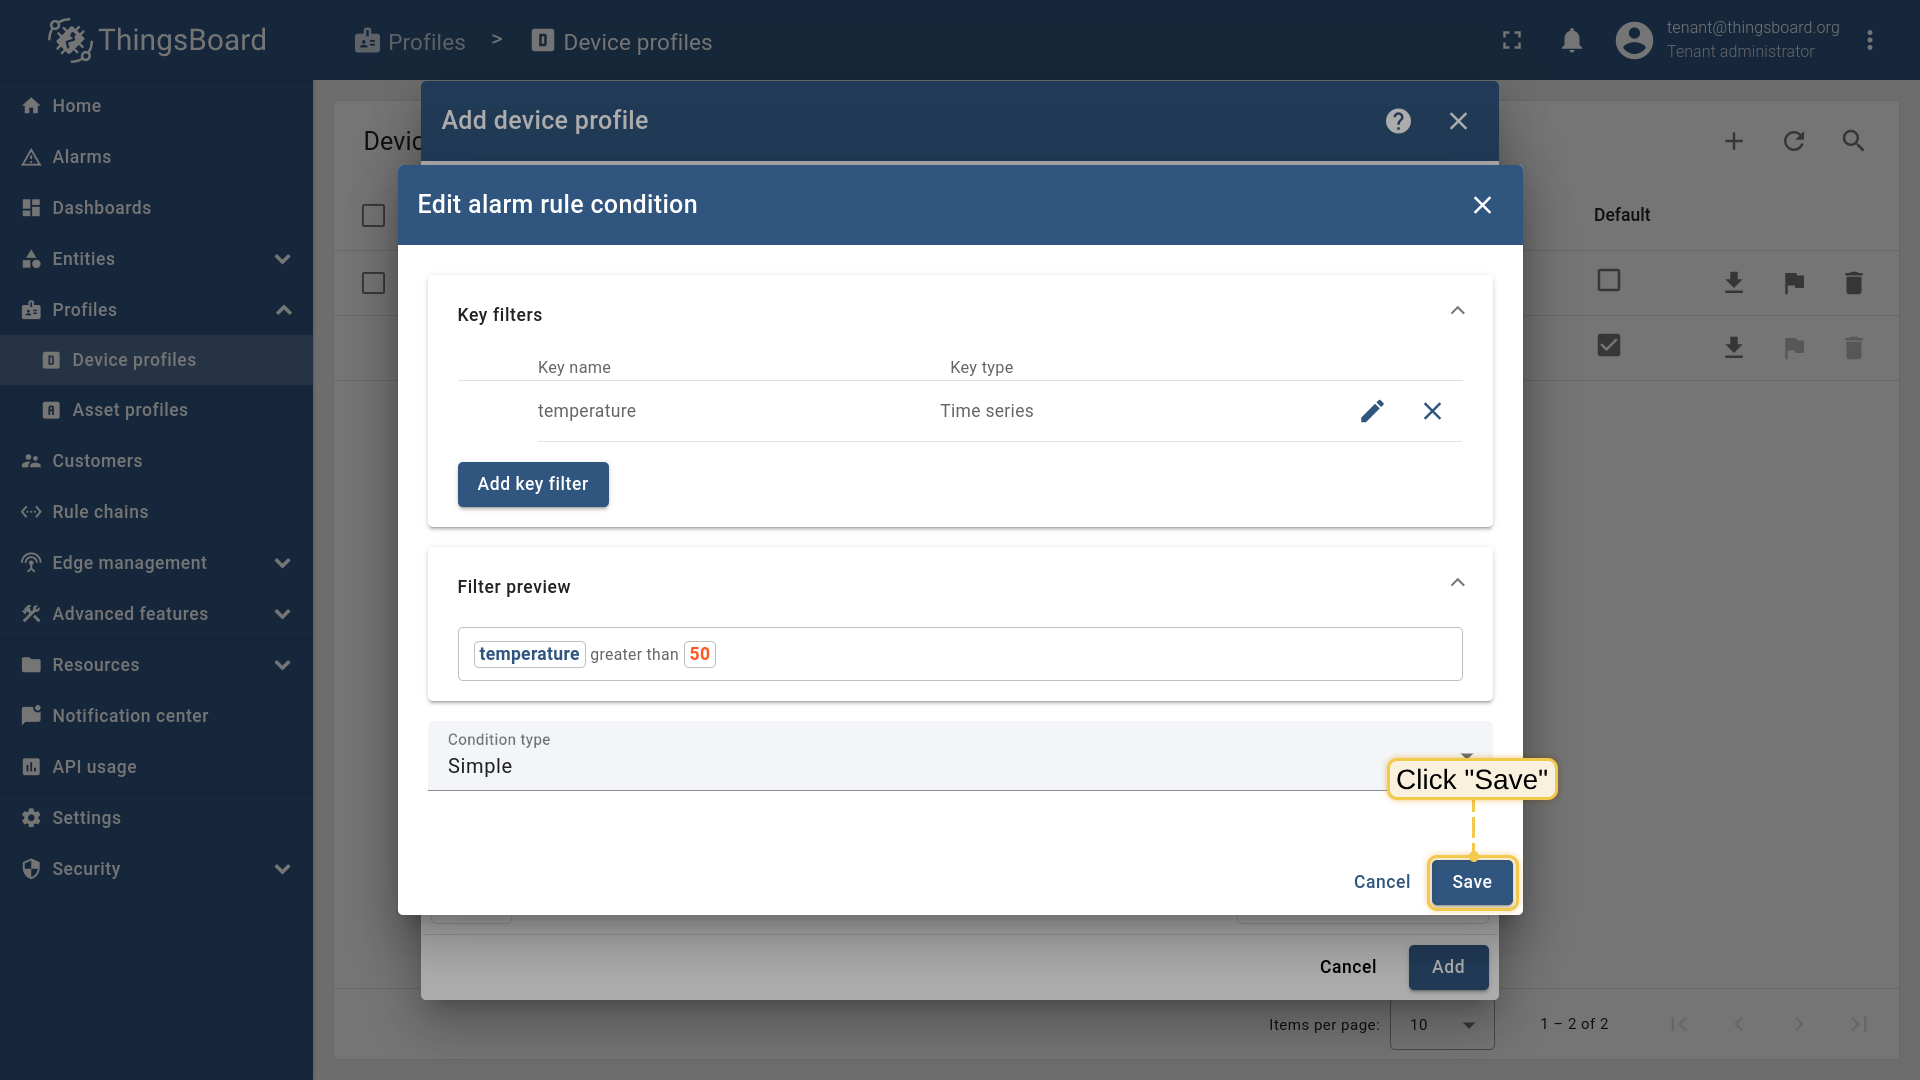 ThingsBoard
Profiles > Device profiles
tenant@thingsboard.org
Tenant administrator
Home
Alarms
Dashboards
Entities
Profiles
Device profiles
Asset profiles
Customers
Rule chains
Edge management
Advanced features
Resources
Notification center
API usage
Settings
Security
Devic
Default
Add device profile
Edit alarm rule condition
Key filters
Key name Key type
temperature Time series
Add key filter
Filter preview
temperature greater than 50
Condition type
Simple
Click "Save"
Cancel Save
Cancel Add
Items per page: 10 1 – 2 of 2